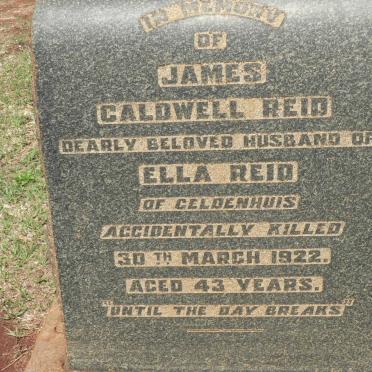 IN MEMORY
OF
JAMES
CALDWELL REID
DEARLY BELOVED HUSBAND OF
ELLA REID
OF GELDENHUIS
ACCIDENTALLY KILLED
30TH MARCH 1922.
AGED 43 YEARS.
"UNTIL THE DAY BREAKS"